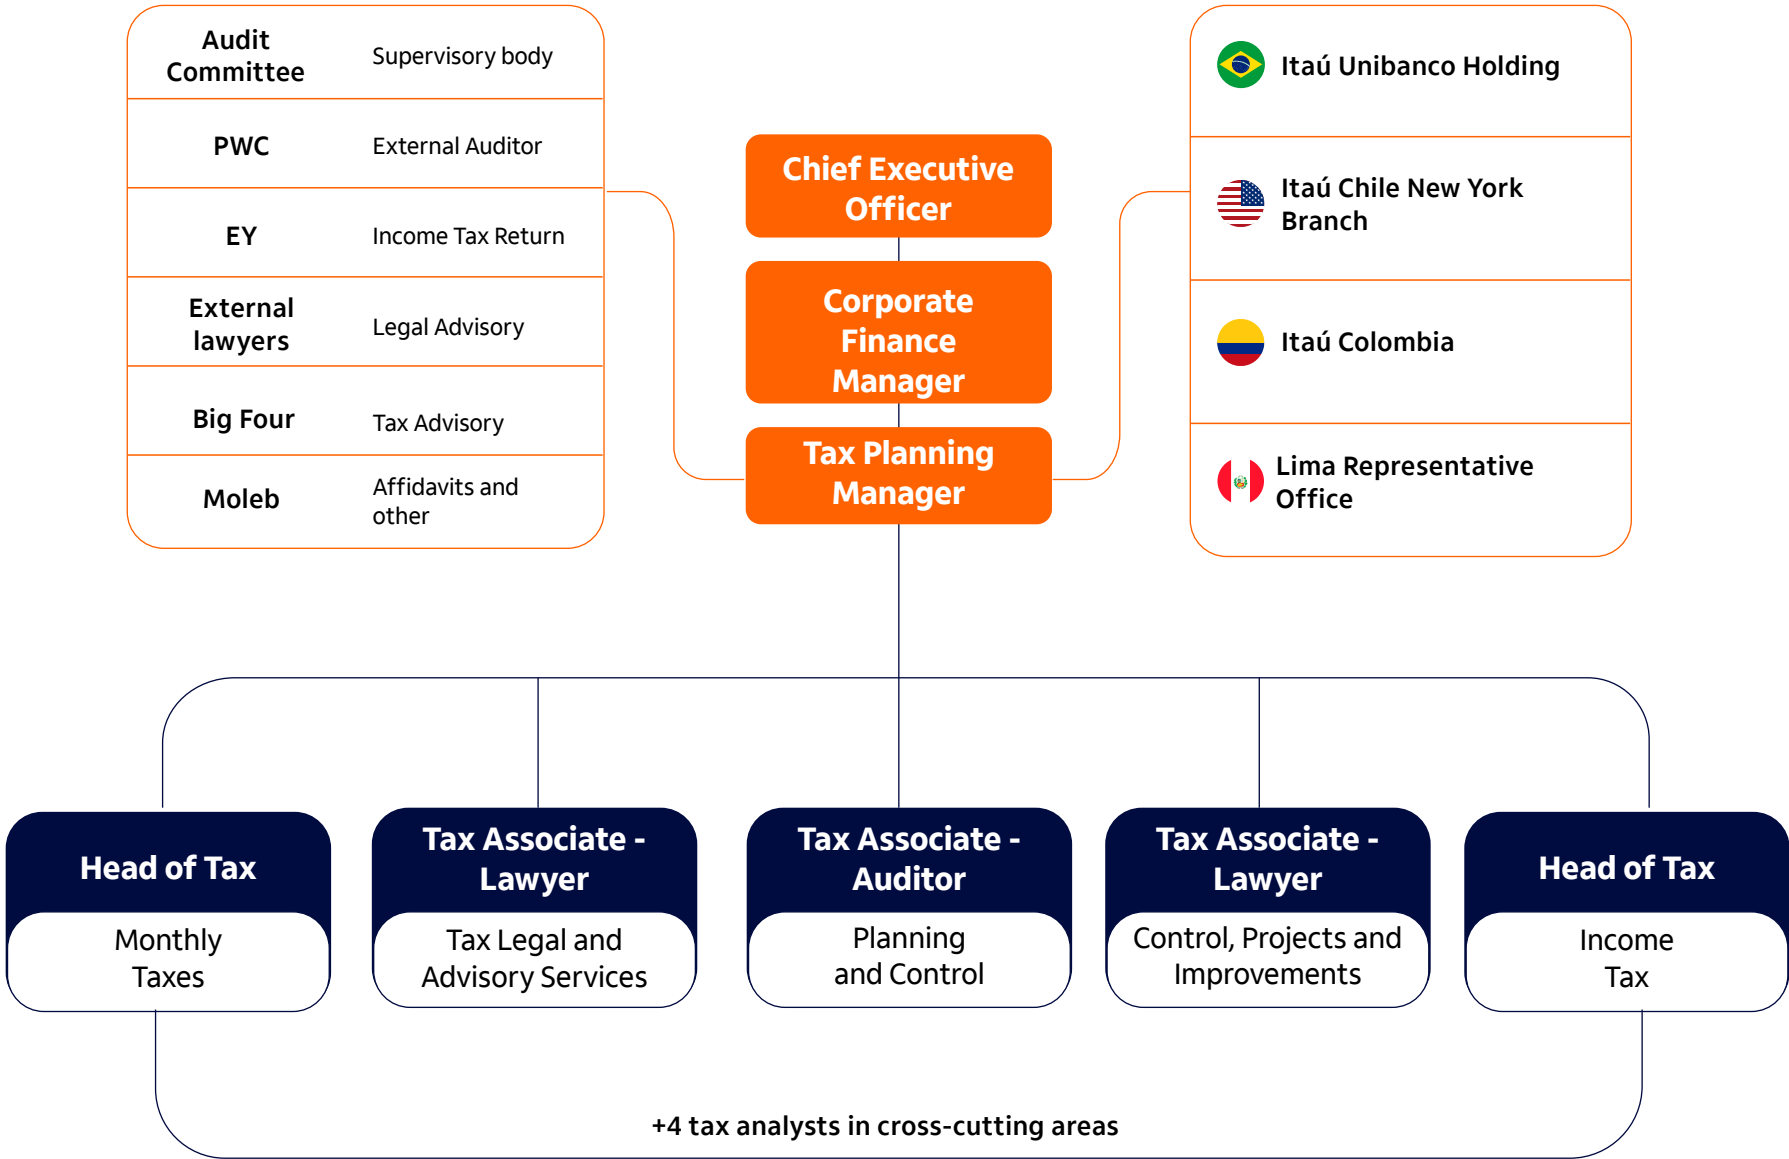 Audit
Committee
Supervisory body
PWC
External Auditor
EY
Income Tax Return
External
lawyers
Legal Advisory
Big Four
Tax Advisory
Moleb
Affidavits and
other
Chief Executive
Officer
Corporate
Finance
Manager
Tax Planning
Manager
Itaú Unibanco Holding
Itaú Chile New York
Branch
Itaú Colombia
Lima Representative
Office
Head of Tax
Monthly
Taxes
Tax Associate -
Lawyer
Tax Legal and
Advisory Services
Tax Associate -
Auditor
Planning
and Control
Tax Associate -
Lawyer
Control, Projects and
Improvements
Head of Tax
Income
Tax
+4 tax analysts in cross-cutting areas